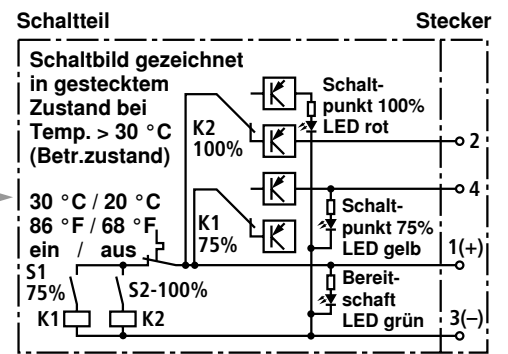 Schaltteil
Stecker
Schaltbild gezeichnet
in gestecktem
Zustand bei
Temp. > 30 °C
(Betr.zustand)
K2
100%
Schalt-
punkt 100%
LED rot
2
4
30 °C / 20 °C
86 °F / 68 °F
ein / aus
K1
75%
Schalt-
punkt 75%
LED gelb
1(+)
S1
75%
S2-100%
Bereit-
schaft
LED grün
K1
K2
3(–)